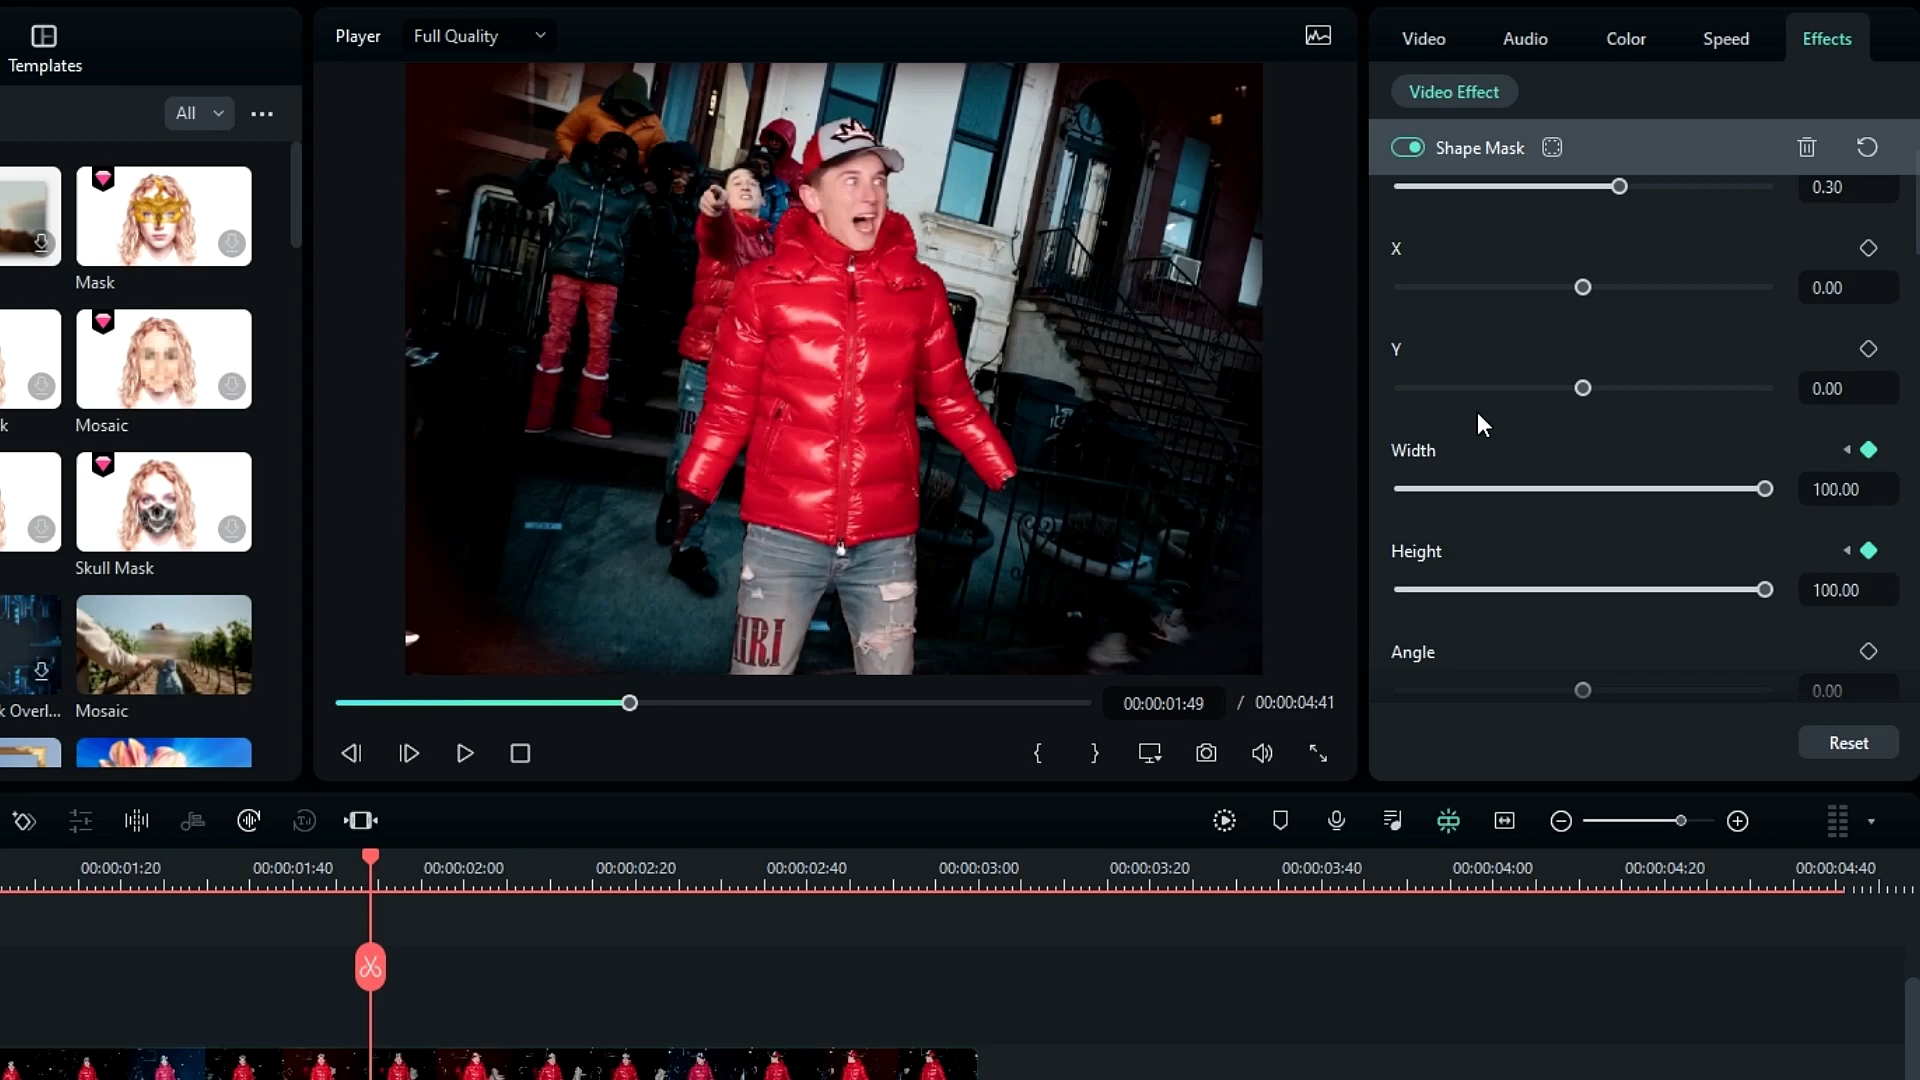 Templates
All
Mask
k
Mosaic
Skull Mask
k Overl...
Mosaic
Player
Full Quality
IRI
00:00:01:49 / 00:00:04:41
{ }
Video
Audio
Color
Speed
Effects
Video Effect
Shape Mask
0.30
X
0.00
Y
0.00
Width
100.00
Height
100.00
Angle
0.00
Reset
00:00:01:20
00:00:01:40
00:00:02:00
00:00:02:20
00:00:02:40
00:00:03:00
00:00:03:20
00:00:03:40
00:00:04:00
00:00:04:20
00:00:04:40